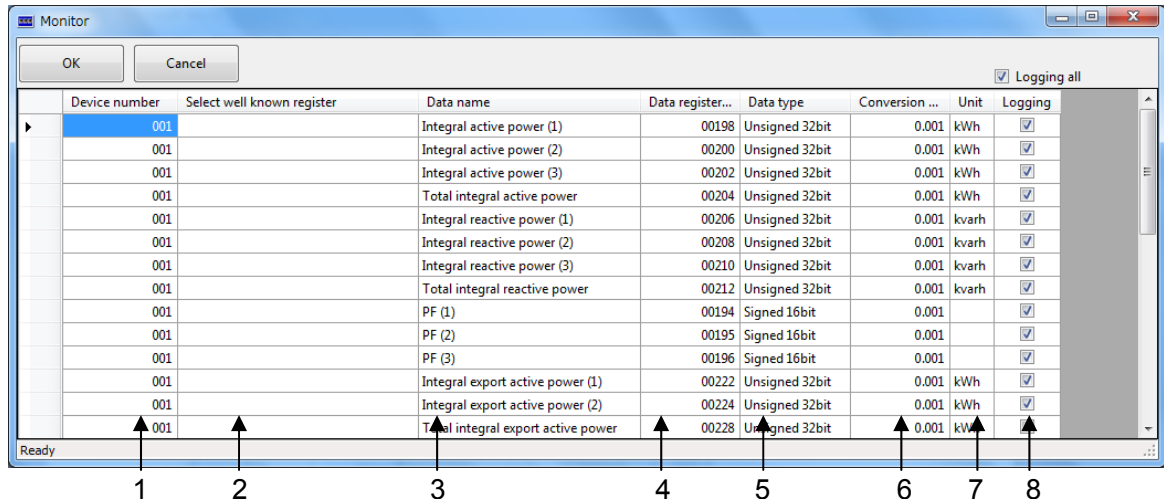 Monitor
OK Cancel
Logging all
Device number Select well known register Data name Data register... Data type Conversion ... Unit Logging
001 Integral active power (1) 00198 Unsigned 32bit 0.001 kWh
001 Integral active power (2) 00200 Unsigned 32bit 0.001 kWh
001 Integral active power (3) 00202 Unsigned 32bit 0.001 kWh
001 Total integral active power 00204 Unsigned 32bit 0.001 kWh
001 Integral reactive power (1) 00206 Unsigned 32bit 0.001 kvarh
001 Integral reactive power (2) 00208 Unsigned 32bit 0.001 kvarh
001 Integral reactive power (3) 00210 Unsigned 32bit 0.001 kvarh
001 Total integral reactive power 00212 Unsigned 32bit 0.001 kvarh
001 PF (1) 00194 Signed 16bit 0.001
001 PF (2) 00195 Signed 16bit 0.001
001 PF (3) 00196 Signed 16bit 0.001
001 Integral export active power (1) 00222 Unsigned 32bit 0.001 kWh
001 Integral export active power (2) 00224 Unsigned 32bit 0.001 kWh
001 Total integral export active power 00228 Unsigned 32bit 0.001 kWh
Ready
1 2 3 4 5 6 7 8